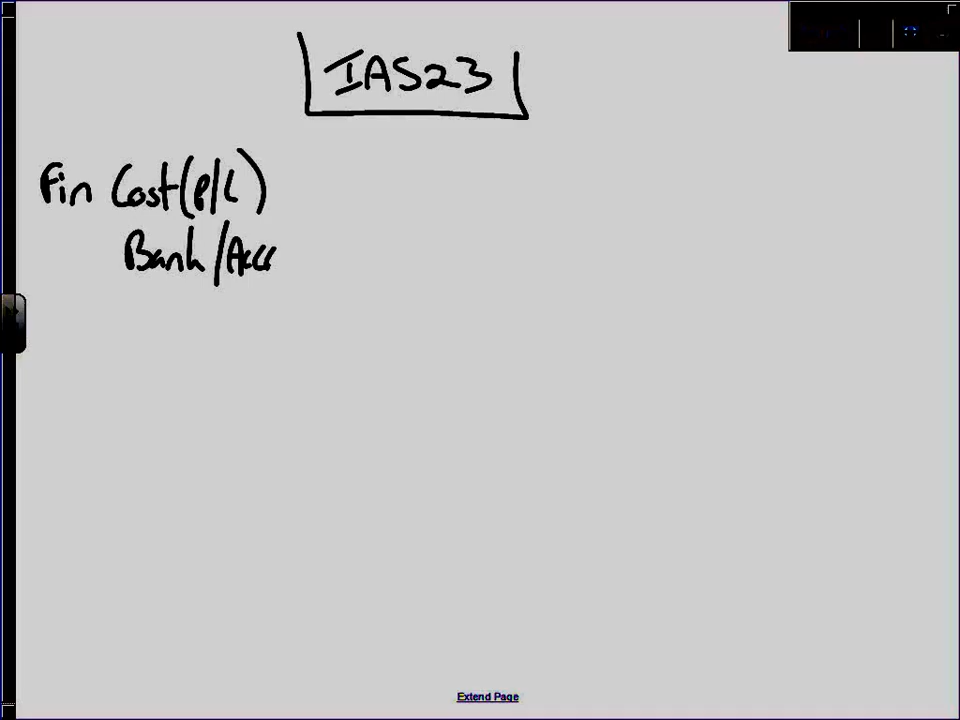 IAS23
Fin Cost (P/L)
Bank / Acc
Extend Page